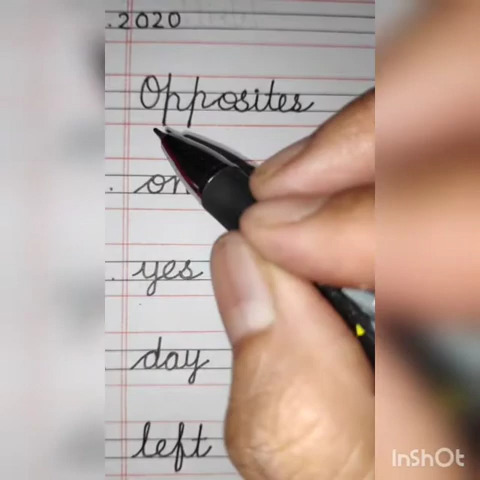 .2020
Opposites
. on
. yes
day
left
InShOt